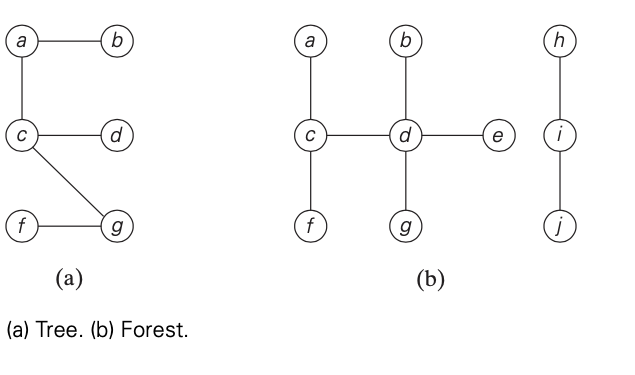 a b a b h
c d c d e i
f g f g j
(a) (b)
(a) Tree. (b) Forest.